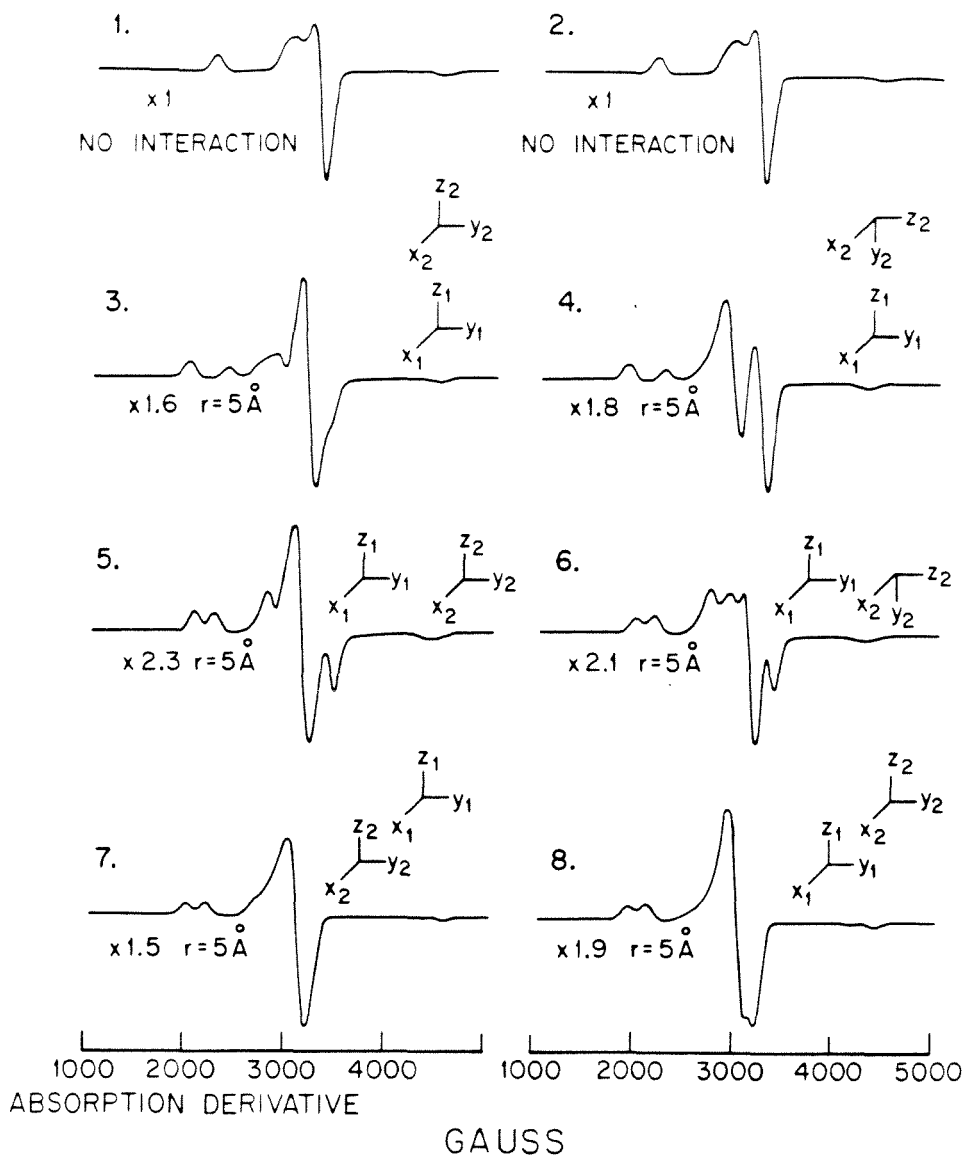 1.
x1
NO INTERACTION
2.
x1
NO INTERACTION
3.
z2
y2
x2
z1
y1
x1
x1.6 r=5Å
4.
z2
x2
y2
z1
y1
x1
x1.8 r=5Å
5.
z1
y1
x1
z2
y2
x2
x2.3 r=5Å
6.
z1
y1
x1
z2
x2
y2
x2.1 r=5Å
7.
z1
y1
x1
z2
y2
x2
x1.5 r=5Å
8.
z2
y2
x2
z1
y1
x1
x1.9 r=5Å
1000 2000 3000 4000
1000 2000 3000 4000 5000
ABSORPTION DERIVATIVE
GAUSS